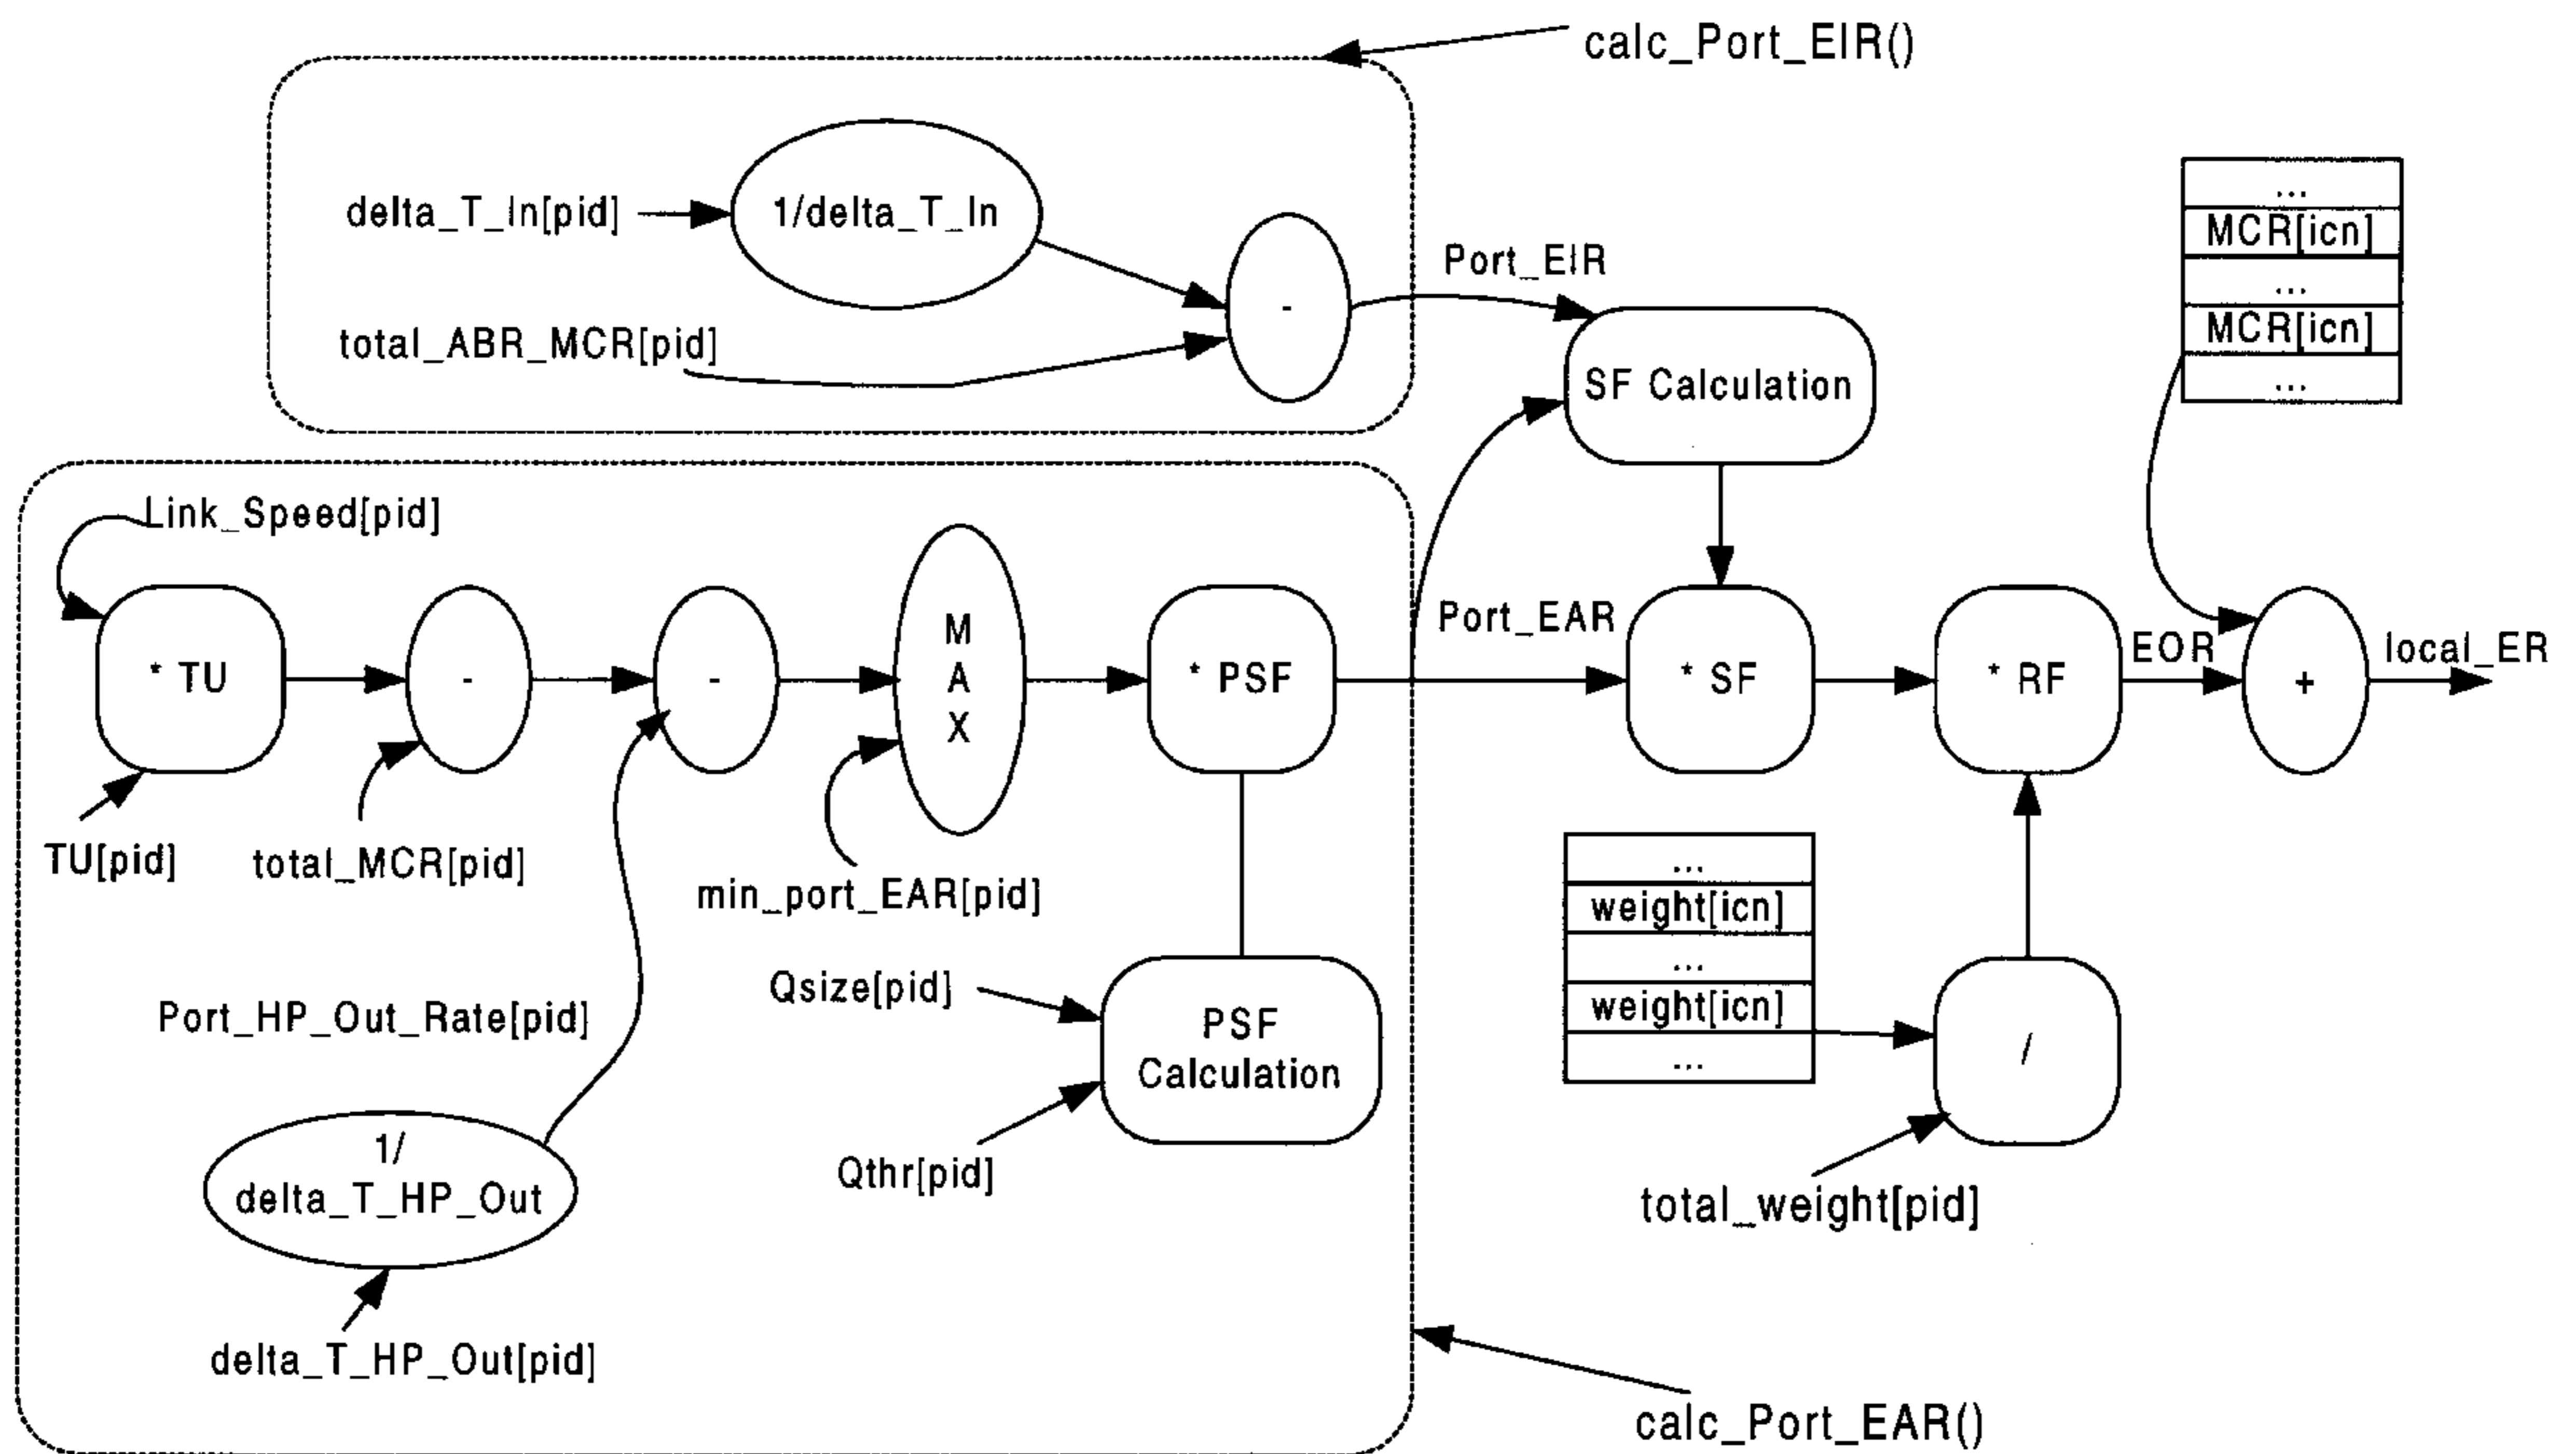 calc_Port_EIR()
delta_T_In[pid]
1/delta_T_In
total_ABR_MCR[pid]
-
Port_EIR
SF Calculation
...
MCR[icn]
...
MCR[icn]
...
Link_Speed[pid]
* TU
-
-
M
A
X
* PSF
Port_EAR
* SF
* RF
EOR
+
local_ER
TU[pid]
total_MCR[pid]
min_port_EAR[pid]
Port_HP_Out_Rate[pid]
Qsize[pid]
PSF
Calculation
Qthr[pid]
...
weight[icn]
...
weight[icn]
...
/
total_weight[pid]
1/
delta_T_HP_Out
delta_T_HP_Out[pid]
calc_Port_EAR()